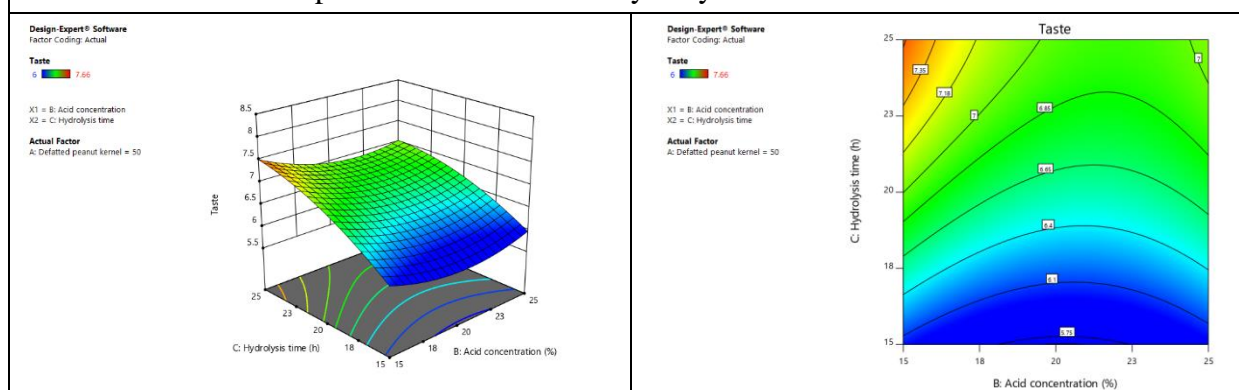 Design-Expert® Software
Factor Coding: Actual
Taste
6 7.66
X1 = B: Acid concentration
X2 = C: Hydrolysis time
Actual Factor
A: Defatted peanut kernel = 50
8.5
8
7.5
7
6.5
6
5.5
Taste
25
23
20
18
15
C: Hydrolysis time (h)
15
18
20
23
25
B: Acid concentration (%)
Design-Expert® Software
Factor Coding: Actual
Taste
6 7.66
X1 = B: Acid concentration
X2 = C: Hydrolysis time
Actual Factor
A: Defatted peanut kernel = 50
Taste
25
23
20
18
15
C: Hydrolysis time (h)
7.35
7.18
7
7
6.85
6.65
6.4
6.1
5.75
15
18
20
23
25
B: Acid concentration (%)